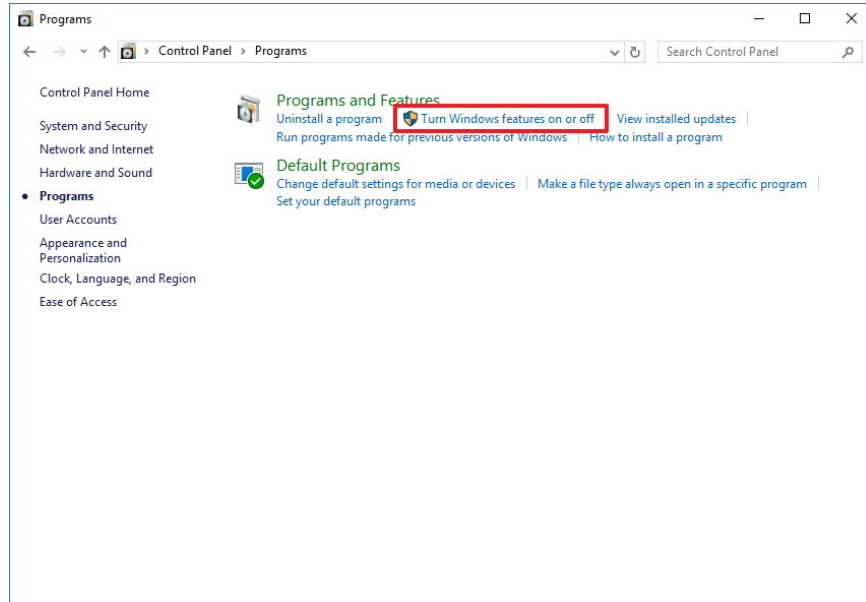 Programs
Control Panel > Programs
Search Control Panel
Control Panel Home
System and Security
Network and Internet
Hardware and Sound
Programs
User Accounts
Appearance and
Personalization
Clock, Language, and Region
Ease of Access
Programs and Features
Uninstall a program Turn Windows features on or off View installed updates
Run programs made for previous versions of Windows How to install a program
Default Programs
Change default settings for media or devices Make a file type always open in a specific program
Set your default programs